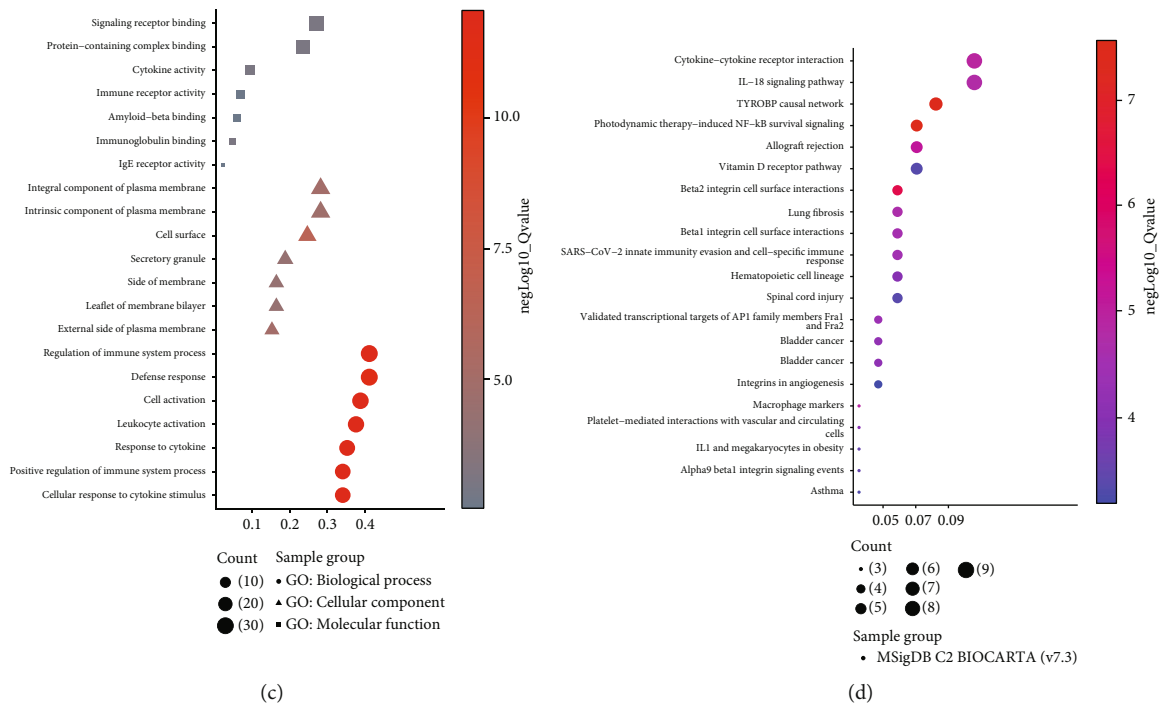 Signaling receptor binding
Protein−containing complex binding
Cytokine activity
Immune receptor activity
Amyloid−beta binding
Immunoglobulin binding
IgE receptor activity
Integral component of plasma membrane
Intrinsic component of plasma membrane
Cell surface
Secretory granule
Side of membrane
Leaflet of membrane bilayer
External side of plasma membrane
Regulation of immune system process
Defense response
Cell activation
Leukocyte activation
Response to cytokine
Positive regulation of immune system process
Cellular response to cytokine stimulus
0.1 0.2 0.3 0.4
10.0
7.5
5.0
negLog10_Qvalue
Count
(10)
(20)
(30)
Sample group
GO: Biological process
GO: Cellular component
GO: Molecular function
(c)
Cytokine−cytokine receptor interaction
IL−18 signaling pathway
TYROBP causal network
Photodynamic therapy−induced NF−kB survival signaling
Allograft rejection
Vitamin D receptor pathway
Beta2 integrin cell surface interactions
Lung fibrosis
Beta1 integrin cell surface interactions
SARS−CoV−2 innate immunity evasion and cell−specific immune
response
Hematopoietic cell lineage
Spinal cord injury
Validated transcriptional targets of AP1 family members Fra1
and Fra2
Bladder cancer
Bladder cancer
Integrins in angiogenesis
Macrophage markers
Platelet−mediated interactions with vascular and circulating
cells
IL1 and megakaryocytes in obesity
Alpha9 beta1 integrin signaling events
Asthma
0.05 0.07 0.09
7
6
5
4
negLog10_Qvalue
Count
(3) (6) (9)
(4) (7)
(5) (8)
Sample group
MSigDB C2 BIOCARTA (v7.3)
(d)